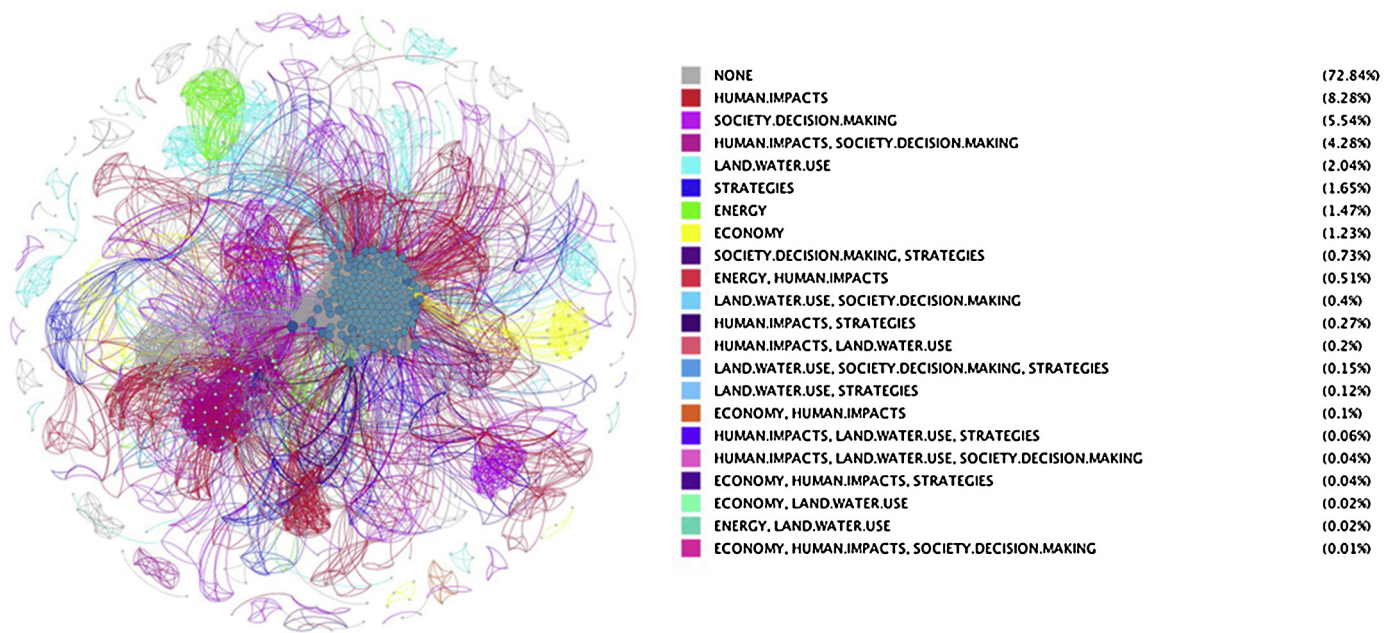 NONE (72.84%)
HUMAN.IMPACTS (8.28%)
SOCIETY.DECISION.MAKING (5.54%)
HUMAN.IMPACTS, SOCIETY.DECISION.MAKING (4.28%)
LAND.WATER.USE (2.04%)
STRATEGIES (1.65%)
ENERGY (1.47%)
ECONOMY (1.23%)
SOCIETY.DECISION.MAKING, STRATEGIES (0.73%)
ENERGY, HUMAN.IMPACTS (0.51%)
LAND.WATER.USE, SOCIETY.DECISION.MAKING (0.4%)
HUMAN.IMPACTS, STRATEGIES (0.27%)
HUMAN.IMPACTS, LAND.WATER.USE (0.2%)
LAND.WATER.USE, SOCIETY.DECISION.MAKING, STRATEGIES (0.15%)
LAND.WATER.USE, STRATEGIES (0.12%)
ECONOMY, HUMAN.IMPACTS (0.1%)
HUMAN.IMPACTS, LAND.WATER.USE, STRATEGIES (0.06%)
HUMAN.IMPACTS, LAND.WATER.USE, SOCIETY.DECISION.MAKING (0.04%)
ECONOMY, HUMAN.IMPACTS, STRATEGIES (0.04%)
ECONOMY, LAND.WATER.USE (0.02%)
ENERGY, LAND.WATER.USE (0.02%)
ECONOMY, HUMAN.IMPACTS, SOCIETY.DECISION.MAKING (0.01%)